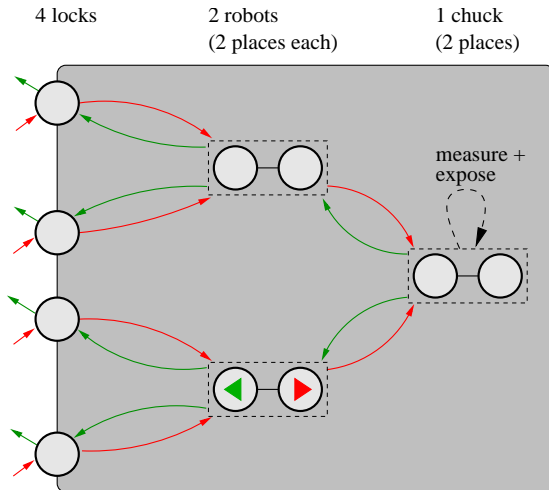 4 locks
2 robots
(2 places each)
1 chuck
(2 places)
measure +
expose